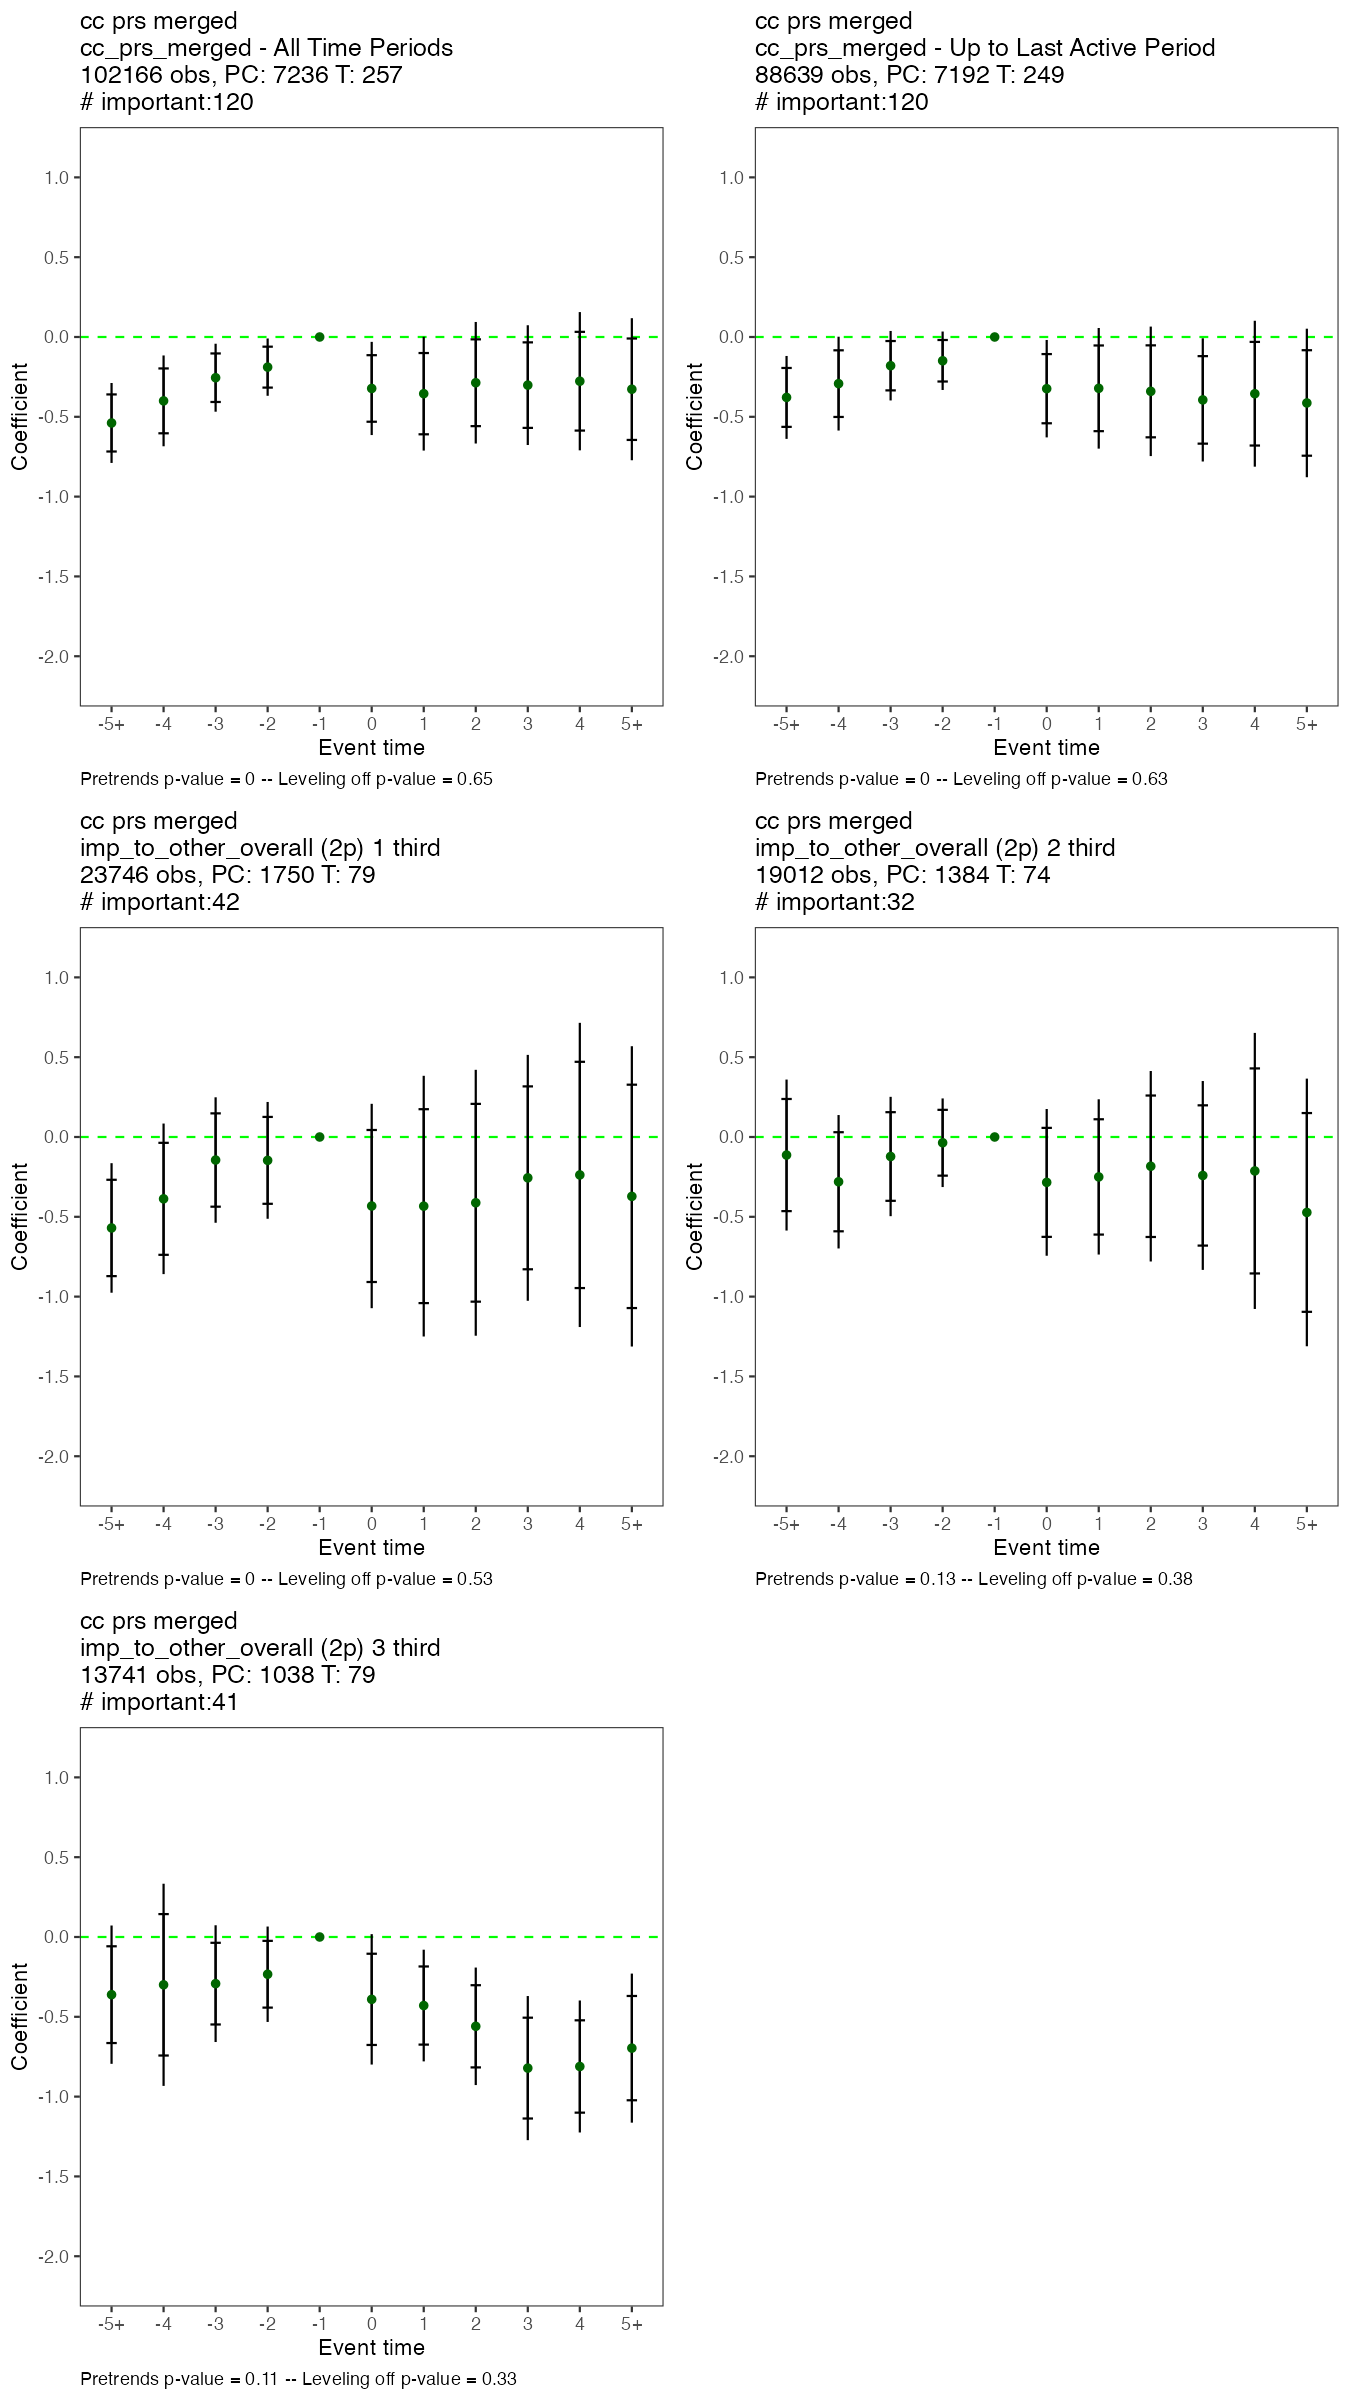 cc prs merged
cc_prs_merged - All Time Periods
102166 obs, PC: 7236 T: 257
# important:120
1.0
0.5
0.0
-0.5
-1.0
-1.5
-2.0
Coefficient
-5+ -4 -3 -2 -1 0 1 2 3 4 5+
Event time
Pretrends p-value = 0 -- Leveling off p-value = 0.65
cc prs merged
cc_prs_merged - Up to Last Active Period
88639 obs, PC: 7192 T: 249
# important:120
1.0
0.5
0.0
-0.5
-1.0
-1.5
-2.0
Coefficient
-5+ -4 -3 -2 -1 0 1 2 3 4 5+
Event time
Pretrends p-value = 0 -- Leveling off p-value = 0.63
cc prs merged
imp_to_other_overall (2p) 1 third
23746 obs, PC: 1750 T: 79
# important:42
1.0
0.5
0.0
-0.5
-1.0
-1.5
-2.0
Coefficient
-5+ -4 -3 -2 -1 0 1 2 3 4 5+
Event time
Pretrends p-value = 0 -- Leveling off p-value = 0.53
cc prs merged
imp_to_other_overall (2p) 2 third
19012 obs, PC: 1384 T: 74
# important:32
1.0
0.5
0.0
-0.5
-1.0
-1.5
-2.0
Coefficient
-5+ -4 -3 -2 -1 0 1 2 3 4 5+
Event time
Pretrends p-value = 0.13 -- Leveling off p-value = 0.38
cc prs merged
imp_to_other_overall (2p) 3 third
13741 obs, PC: 1038 T: 79
# important:41
1.0
0.5
0.0
-0.5
-1.0
-1.5
-2.0
Coefficient
-5+ -4 -3 -2 -1 0 1 2 3 4 5+
Event time
Pretrends p-value = 0.11 -- Leveling off p-value = 0.33